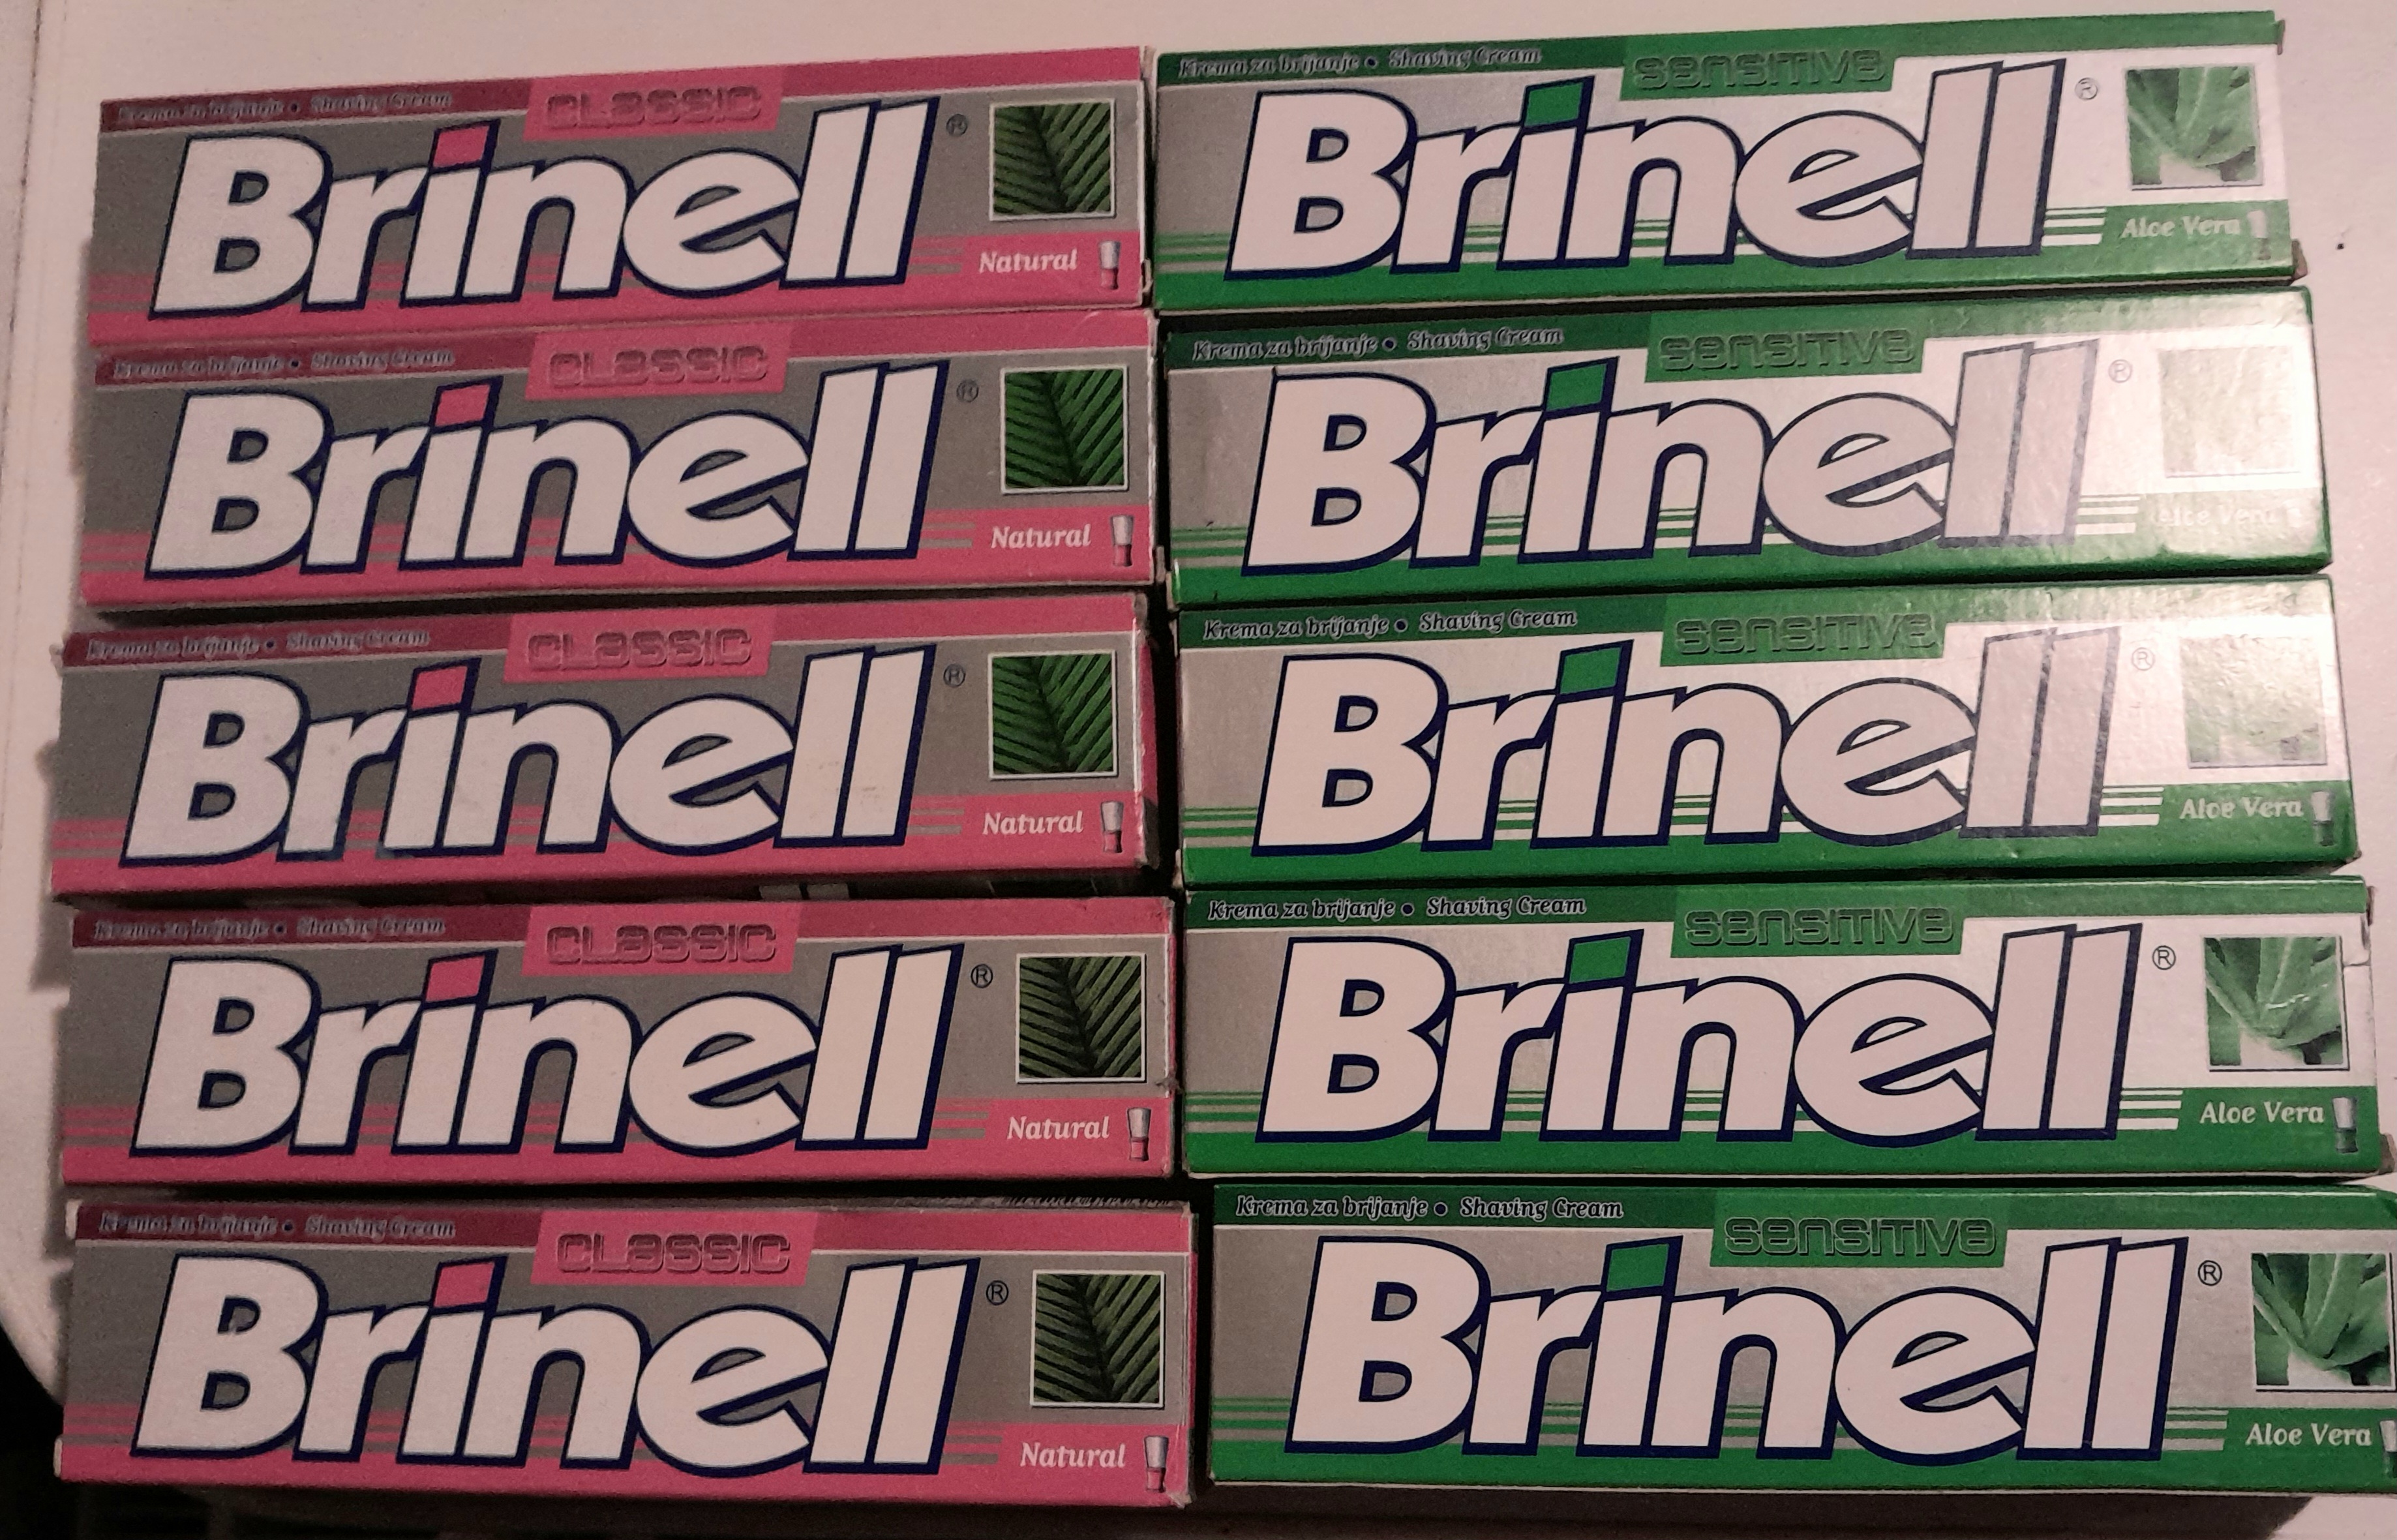 Krema za brijanje • Shaving Cream
CLASSIC
Brinell®
Natural
Krema za brijanje • Shaving Cream
CLASSIC
Brinell®
Natural
Krema za brijanje • Shaving Cream
CLASSIC
Brinell®
Natural
Krema za brijanje • Shaving Cream
CLASSIC
Brinell®
Natural
Krema za brijanje • Shaving Cream
CLASSIC
Brinell®
Natural
Krema za brijanje • Shaving Cream
SENSITIVE
Brinell®
Aloe Vera
Krema za brijanje • Shaving Cream
SENSITIVE
Brinell®
Aloe Vera
Krema za brijanje • Shaving Cream
SENSITIVE
Brinell®
Aloe Vera
Krema za brijanje • Shaving Cream
SENSITIVE
Brinell®
Aloe Vera
Krema za brijanje • Shaving Cream
SENSITIVE
Brinell®
Aloe Vera